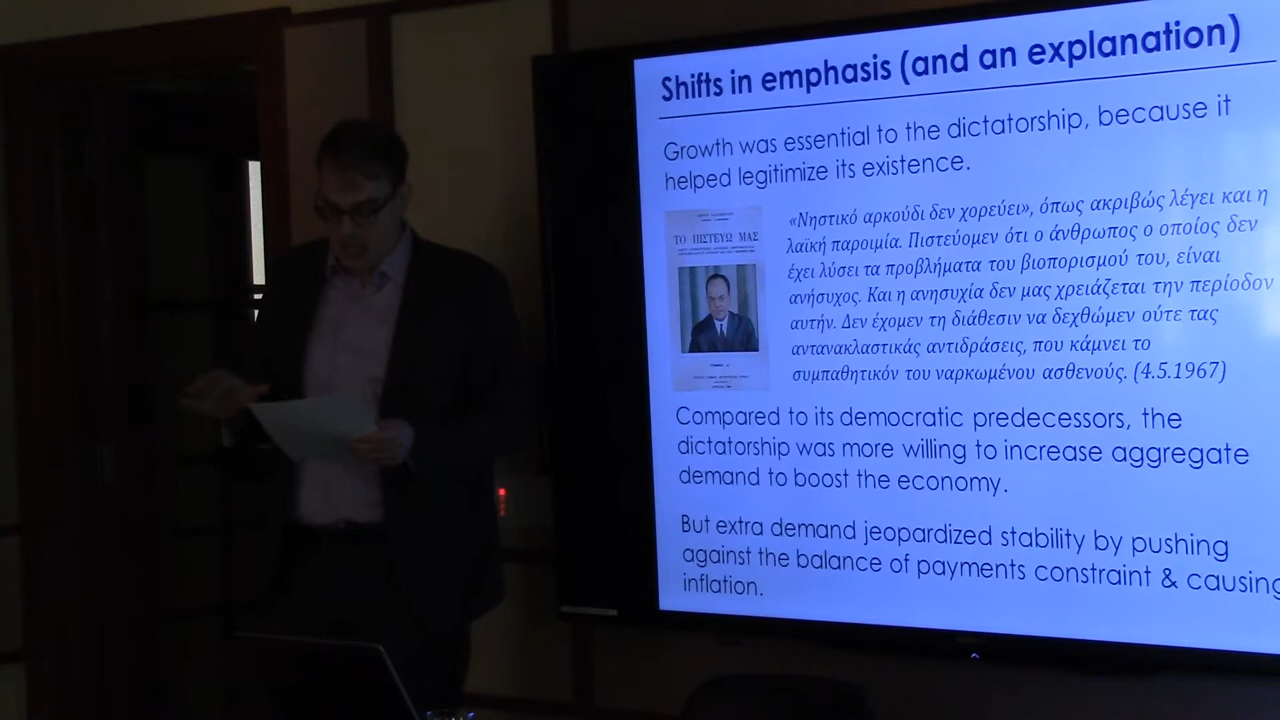 Shifts in emphasis (and an explanation)
Growth was essential to the dictatorship, because it
helped legitimize its existence.
ΤΟ ΠΙΣΤΕΥΩ ΜΑΣ
«Νηστικό αρκούδι δεν χορεύει», όπως ακριβώς λέγει και η
λαϊκή παροιμία. Πιστεύομεν ότι ο άνθρωπος ο οποίος δεν
έχει λύσει τα προβλήματα του βιοπορισμού του, είναι
ανήσυχος. Και η ανησυχία δεν μας χρειάζεται την περίοδον
αυτήν. Δεν έχομεν τη διάθεσιν να δεχθώμεν ούτε τας
αντανακλαστικάς αντιδράσεις, που κάμνει το
συμπαθητικόν του ναρκωμένου ασθενούς. (4.5.1967)
Compared to its democratic predecessors, the
dictatorship was more willing to increase aggregate
demand to boost the economy.
But extra demand jeopardized stability by pushing
against the balance of payments constraint & causing
inflation.